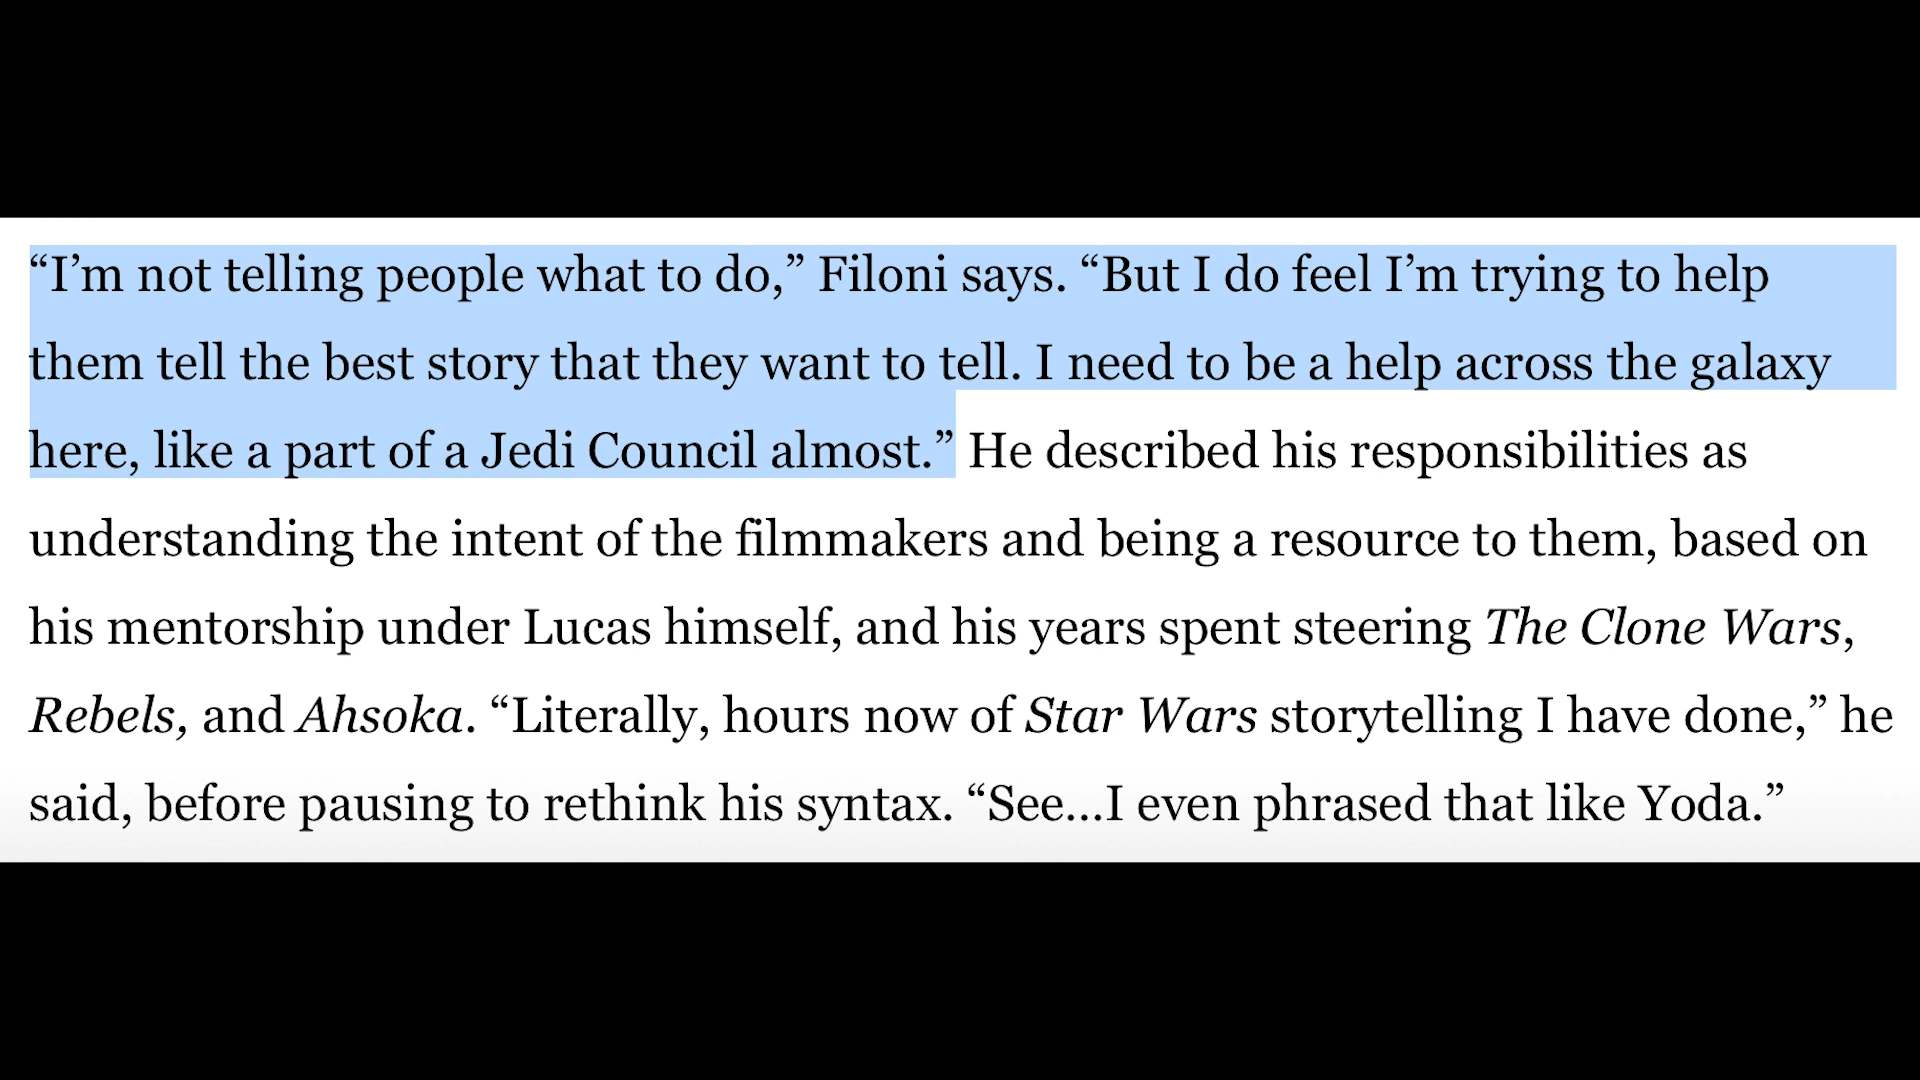 “I’m not telling people what to do,” Filoni says. “But I do feel I’m trying to help
them tell the best story that they want to tell. I need to be a help across the galaxy
here, like a part of a Jedi Council almost.” He described his responsibilities as
understanding the intent of the filmmakers and being a resource to them, based on
his mentorship under Lucas himself, and his years spent steering The Clone Wars,
Rebels, and Ahsoka. “Literally, hours now of Star Wars storytelling I have done,” he
said, before pausing to rethink his syntax. “See...I even phrased that like Yoda.”